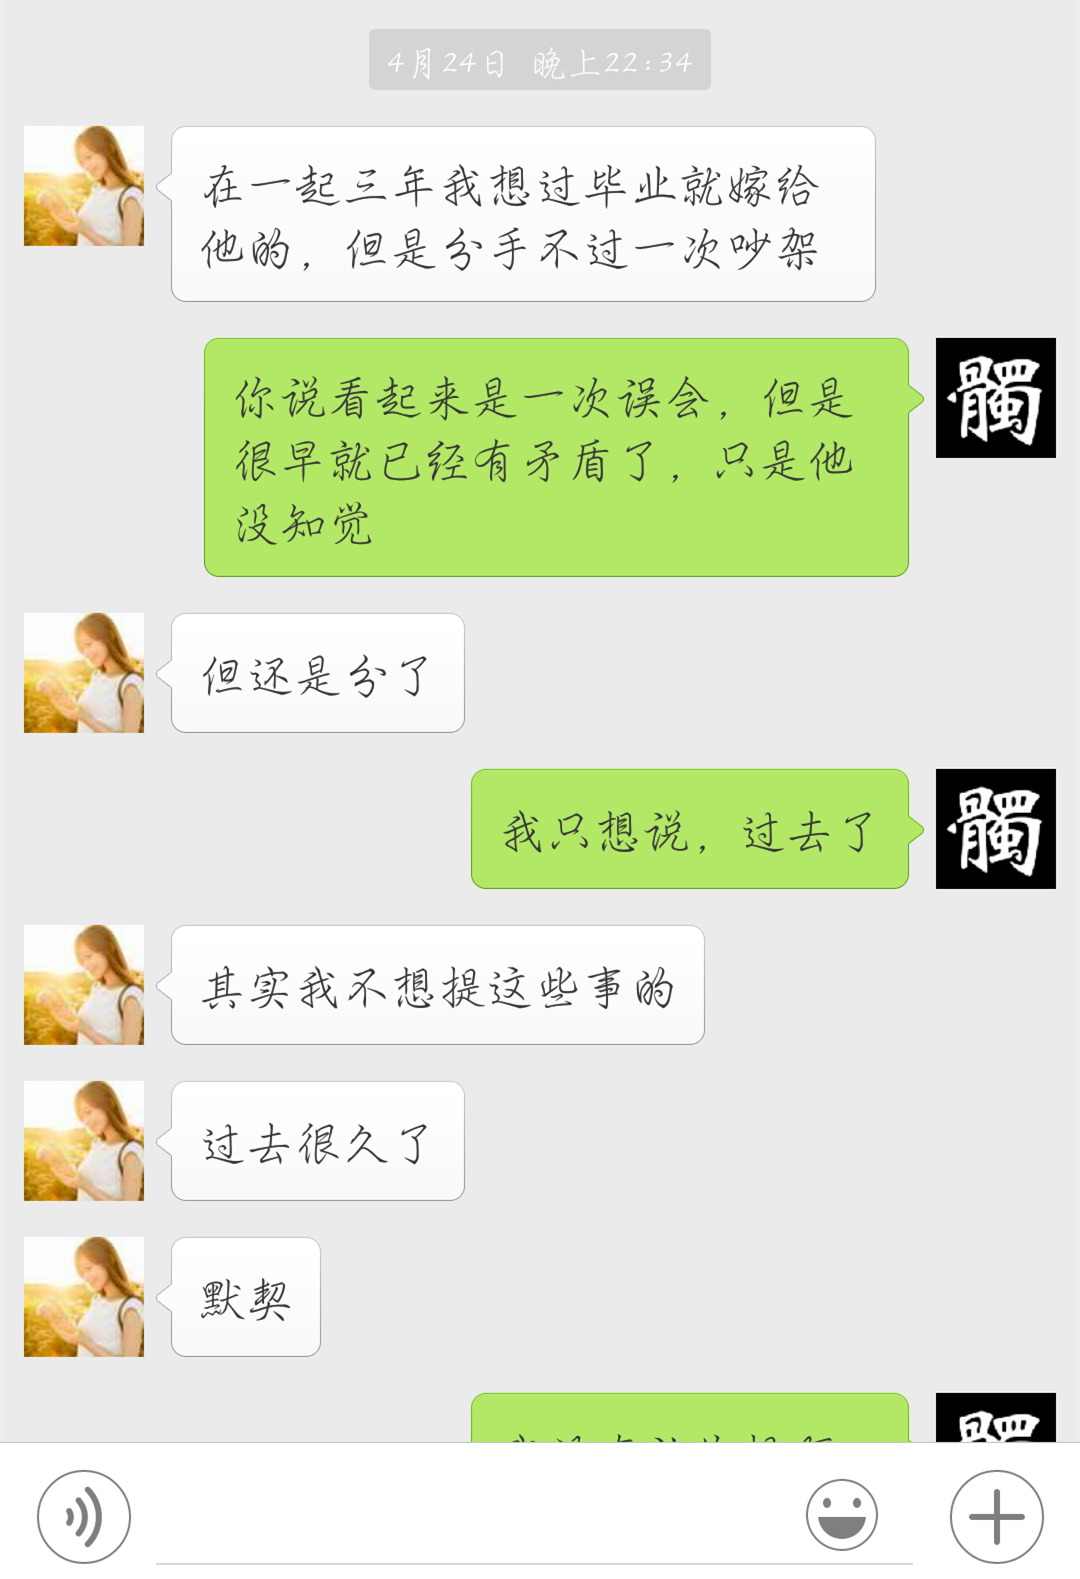 4月24日 晚上22:34
在一起三年我想过毕业就嫁给
他的，但是分手不过一次吵架
你说看起来是一次误会，但是
很早就已经有矛盾了，只是他
没知觉
髑
但还是分了
我只想说，过去了
髑
其实我不想提这些事的
过去很久了
默契